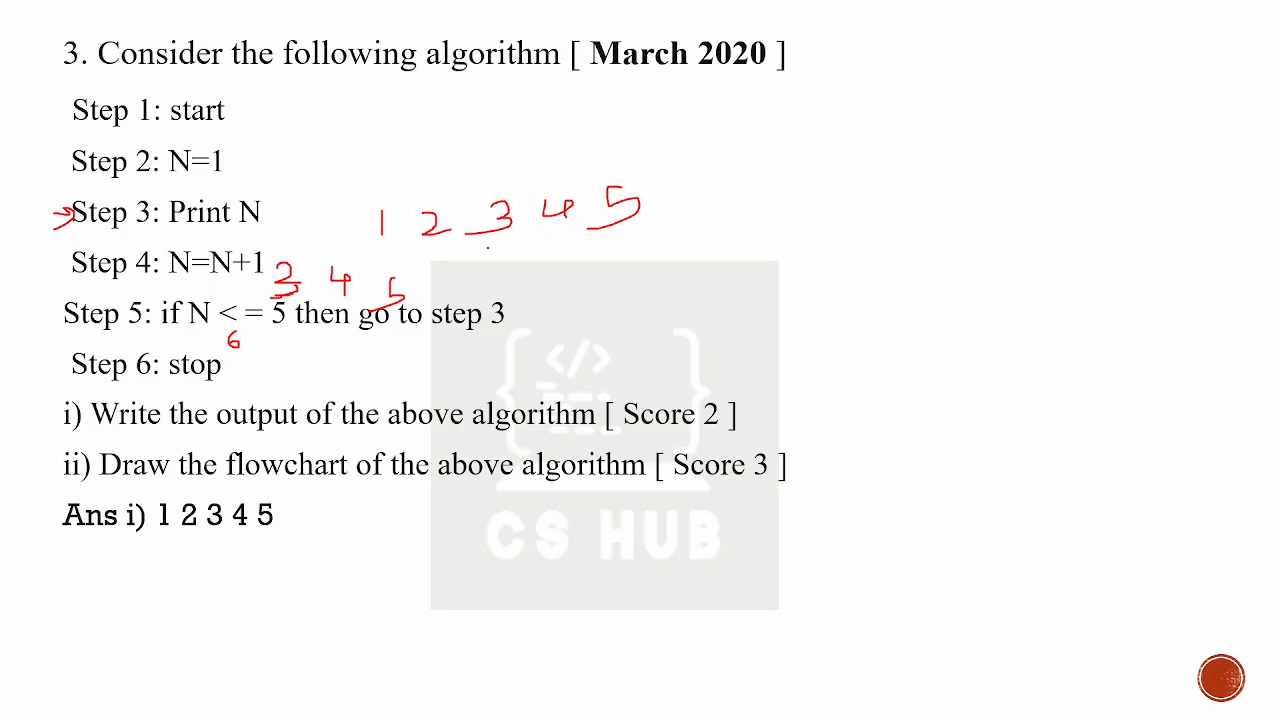 3. Consider the following algorithm [ March 2020 ]
Step 1: start
Step 2: N=1
Step 3: Print N
1 2 3 4 5
Step 4: N=N+1
3 4 5
Step 5: if N < = 5 then go to step 3
6
Step 6: stop
i) Write the output of the above algorithm [ Score 2 ]
ii) Draw the flowchart of the above algorithm [ Score 3 ]
Ans i) 1 2 3 4 5
{ </> }
CS HUB